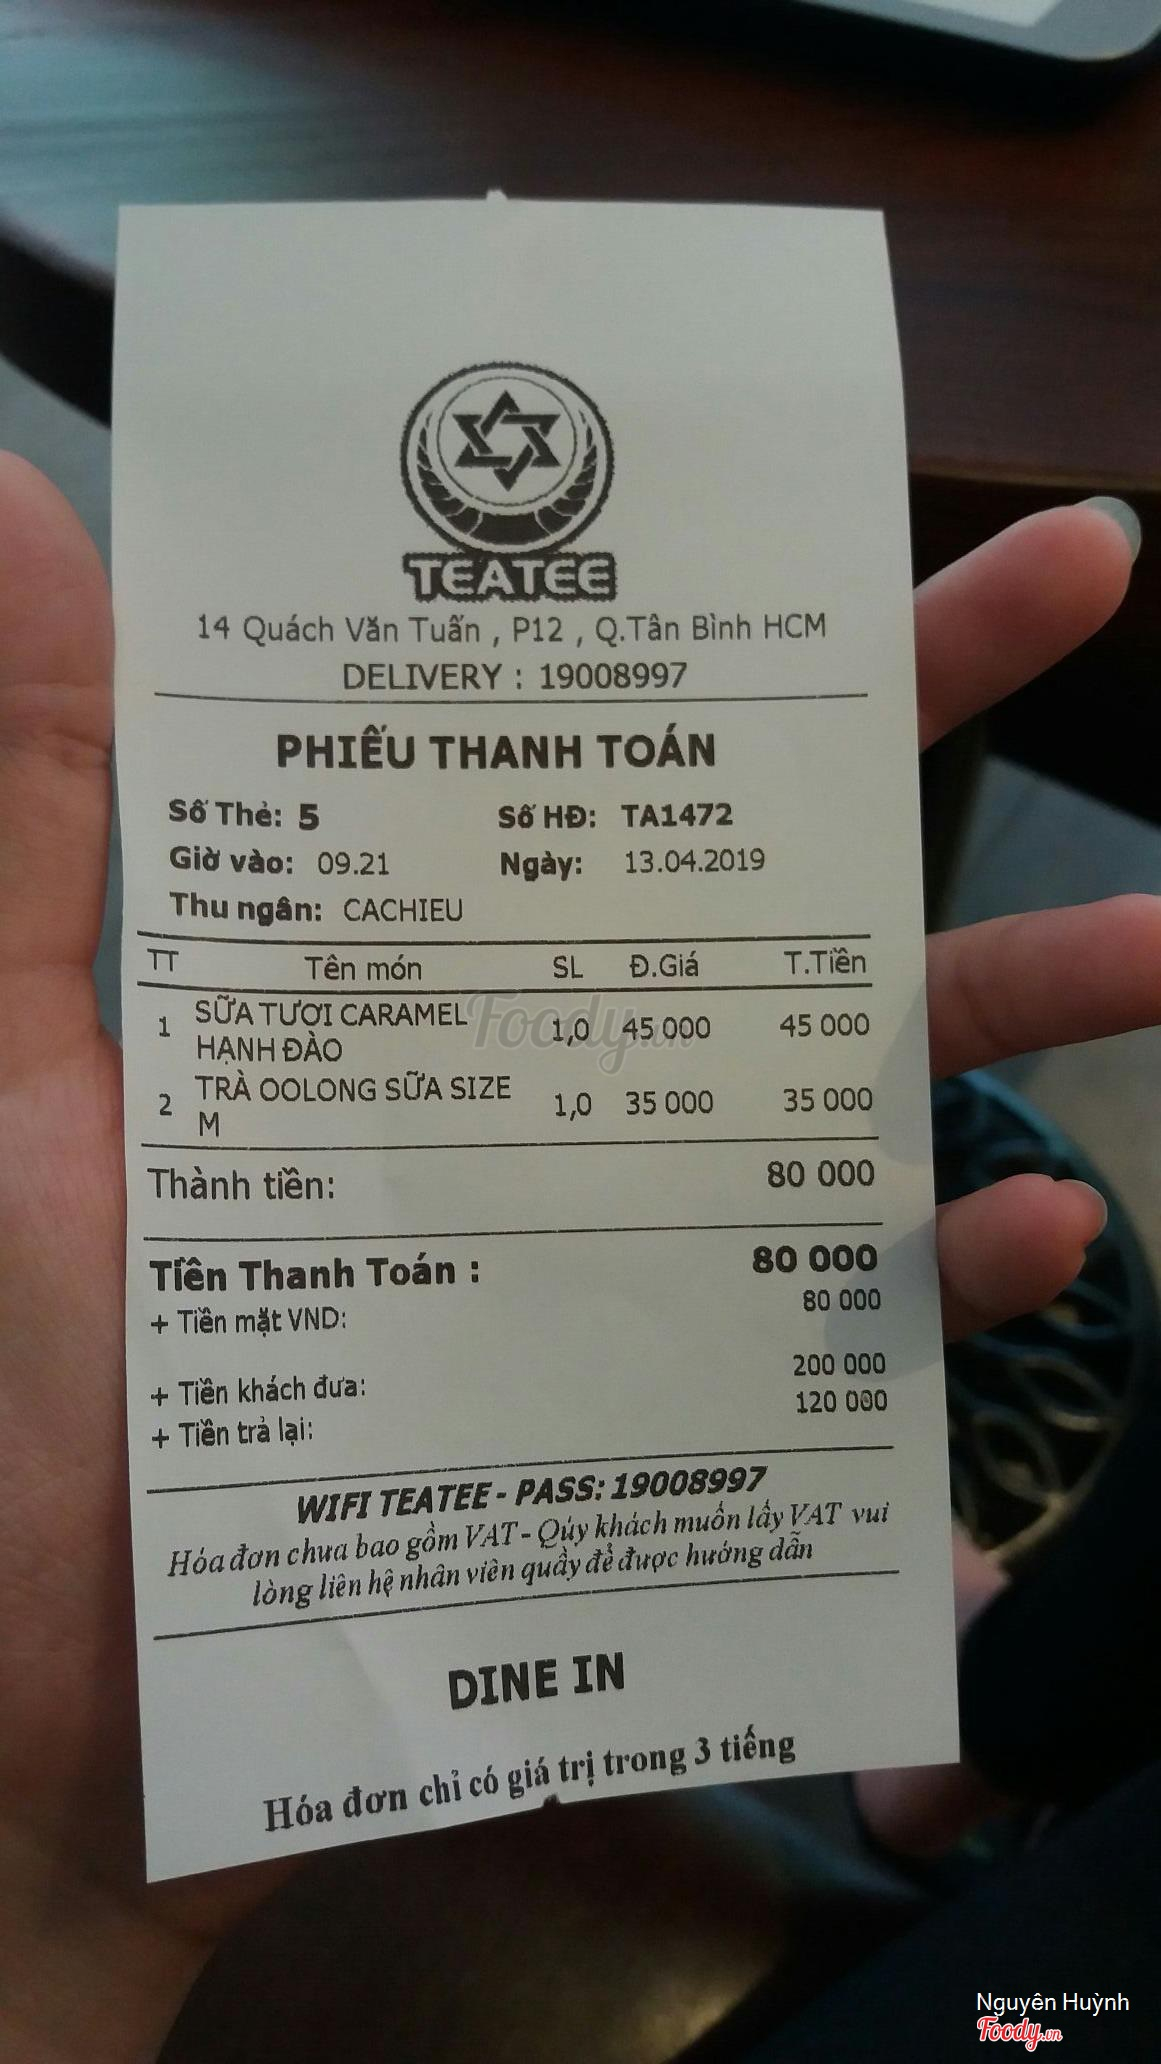 TEATEE
14 Quách Văn Tuấn , P12 , Q.Tân Bình HCM
DELIVERY : 19008997
PHIẾU THANH TOÁN
Số Thẻ: 5 Số HĐ: TA1472
Giờ vào: 09.21 Ngày: 13.04.2019
Thu ngân: CACHIEU
TT Tên món SL Đ.Giá T.Tiền
1 SỮA TƯƠI CARAMEL HẠNH ĐÀO 1,0 45 000 45 000
2 TRÀ OOLONG SỮA SIZE M 1,0 35 000 35 000
Foody.vn
Thành tiền: 80 000
Tiền Thanh Toán : 80 000
+ Tiền mặt VND: 80 000
+ Tiền khách đưa: 200 000
+ Tiền trả lại: 120 000
WIFI TEATEE - PASS: 19008997
Hóa đơn chưa bao gồm VAT - Qúy khách muốn lấy VAT vui
lòng liên hệ nhân viên quầy để được hướng dẫn
DINE IN
Hóa đơn chỉ có giá trị trong 3 tiếng
Nguyên Huỳnh
Foody.vn